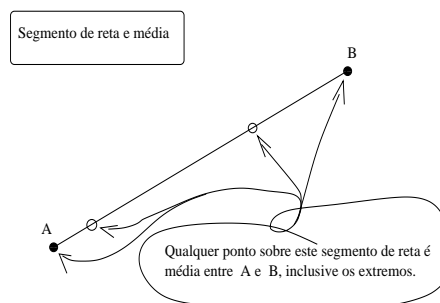 Segmento de reta e média
B
A
Qualquer ponto sobre este segmento de reta é
média entre A e B, inclusive os extremos.